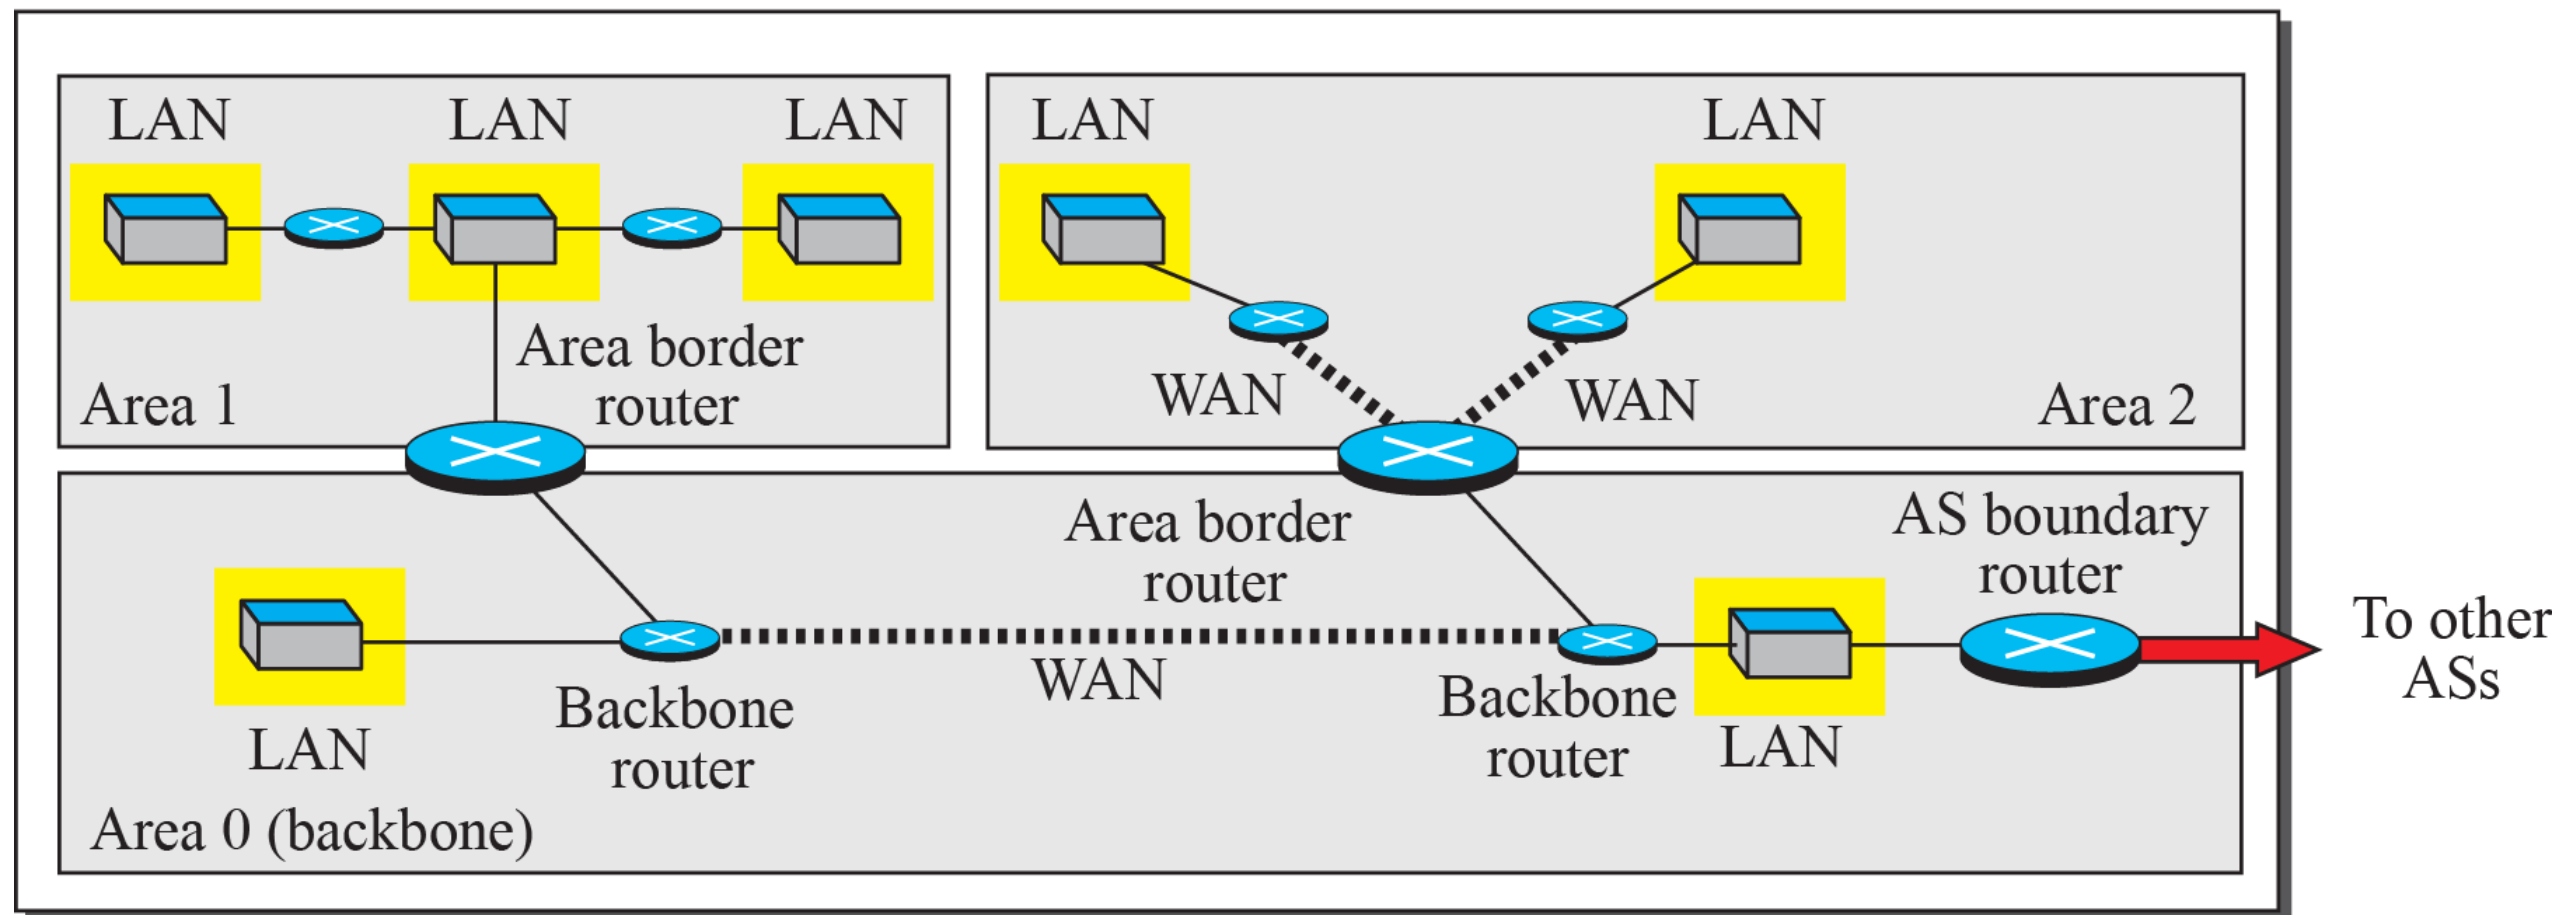 LAN
LAN
LAN
Area border
router
Area 1
LAN
LAN
WAN
WAN
Area 2
Area border
router
AS boundary
router
To other
ASs
LAN
Backbone
router
WAN
Backbone
router
LAN
Area 0 (backbone)